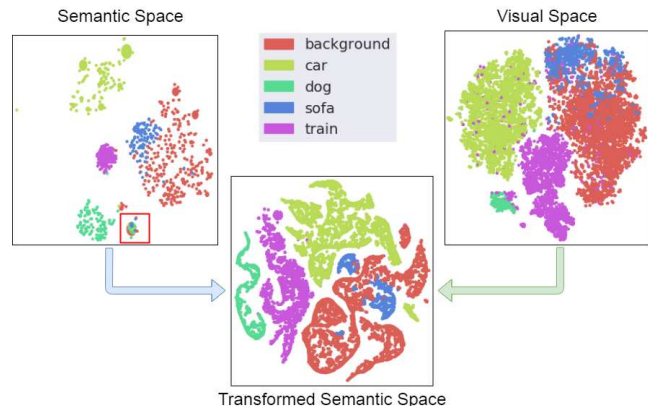 Semantic Space
Visual Space
background
car
dog
sofa
train
Transformed Semantic Space